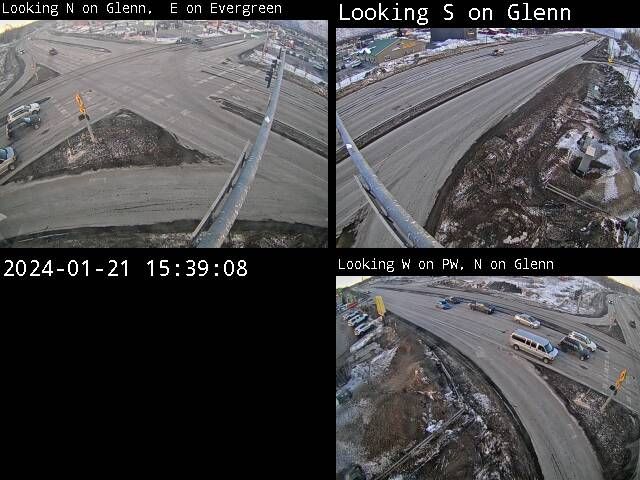 Looking N on Glenn,  E on Evergreen
Looking S on Glenn
2024-01-21 15:39:08
Looking W on PW, N on Glenn